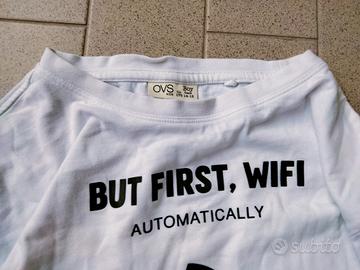 OVS
Boy
BUT FIRST, WIFI
AUTOMATICALLY
subito